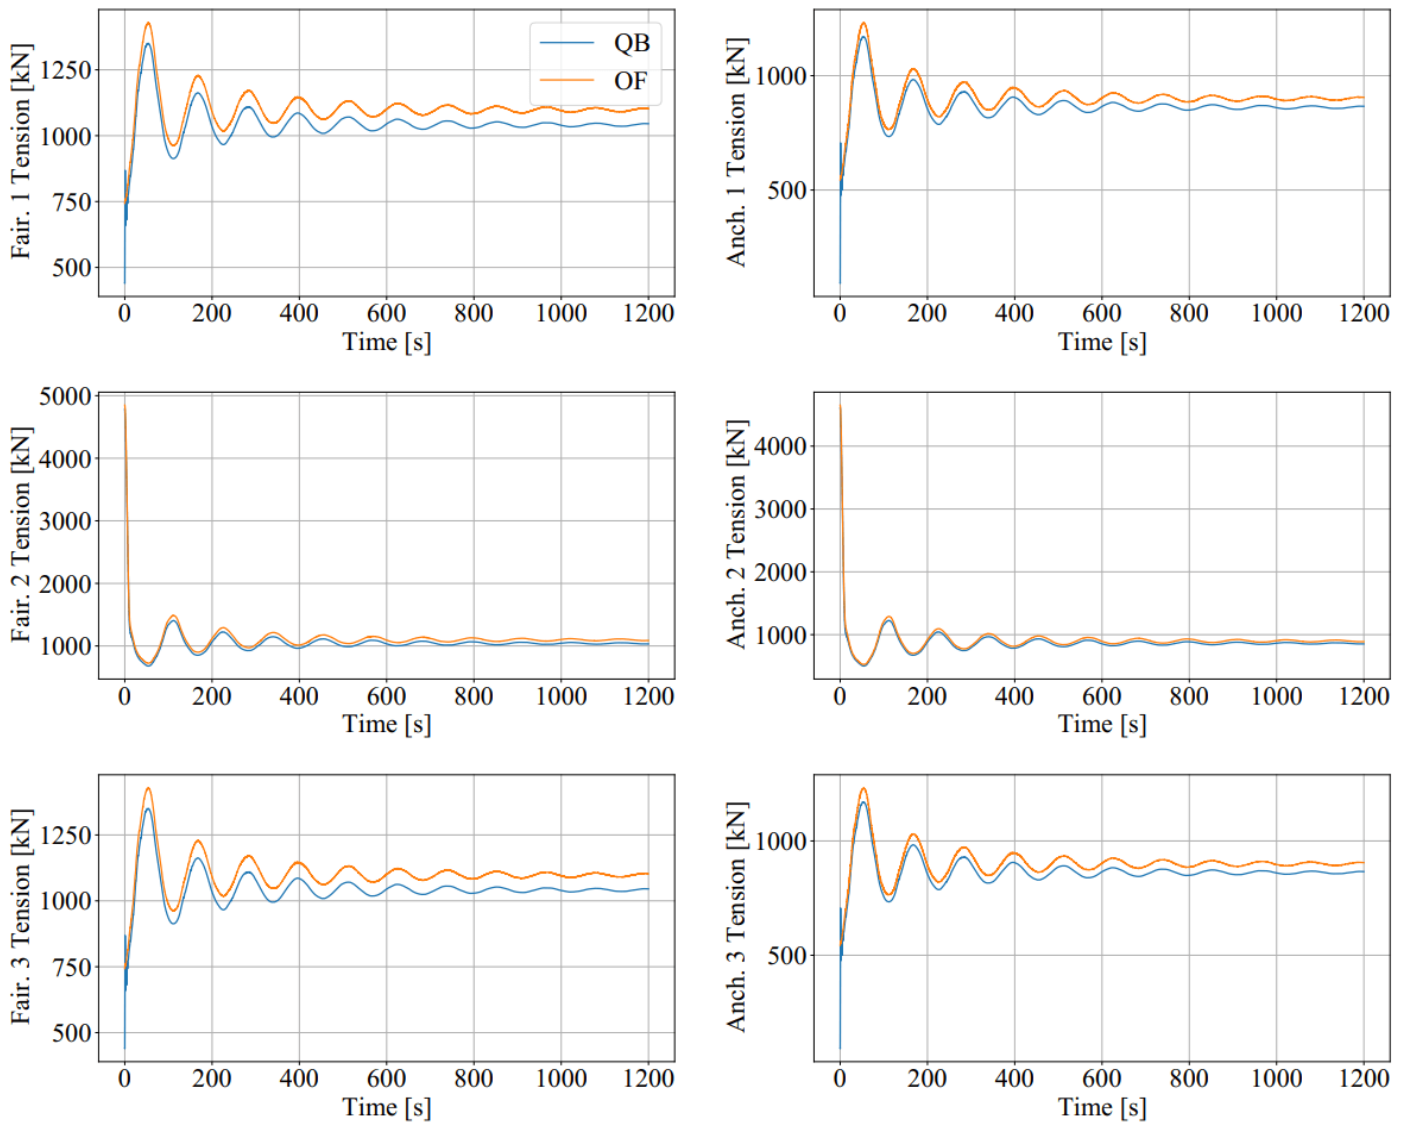 Fair. 1 Tension [kN]
1250
1000
750
500
QB
OF
0 200 400 600 800 1000 1200
Time [s]
Anch. 1 Tension [kN]
1000
500
0 200 400 600 800 1000 1200
Time [s]
Fair. 2 Tension [kN]
5000
4000
3000
2000
1000
0 200 400 600 800 1000 1200
Time [s]
Anch. 2 Tension [kN]
4000
3000
2000
1000
0 200 400 600 800 1000 1200
Time [s]
Fair. 3 Tension [kN]
1250
1000
750
500
0 200 400 600 800 1000 1200
Time [s]
Anch. 3 Tension [kN]
1000
500
0 200 400 600 800 1000 1200
Time [s]